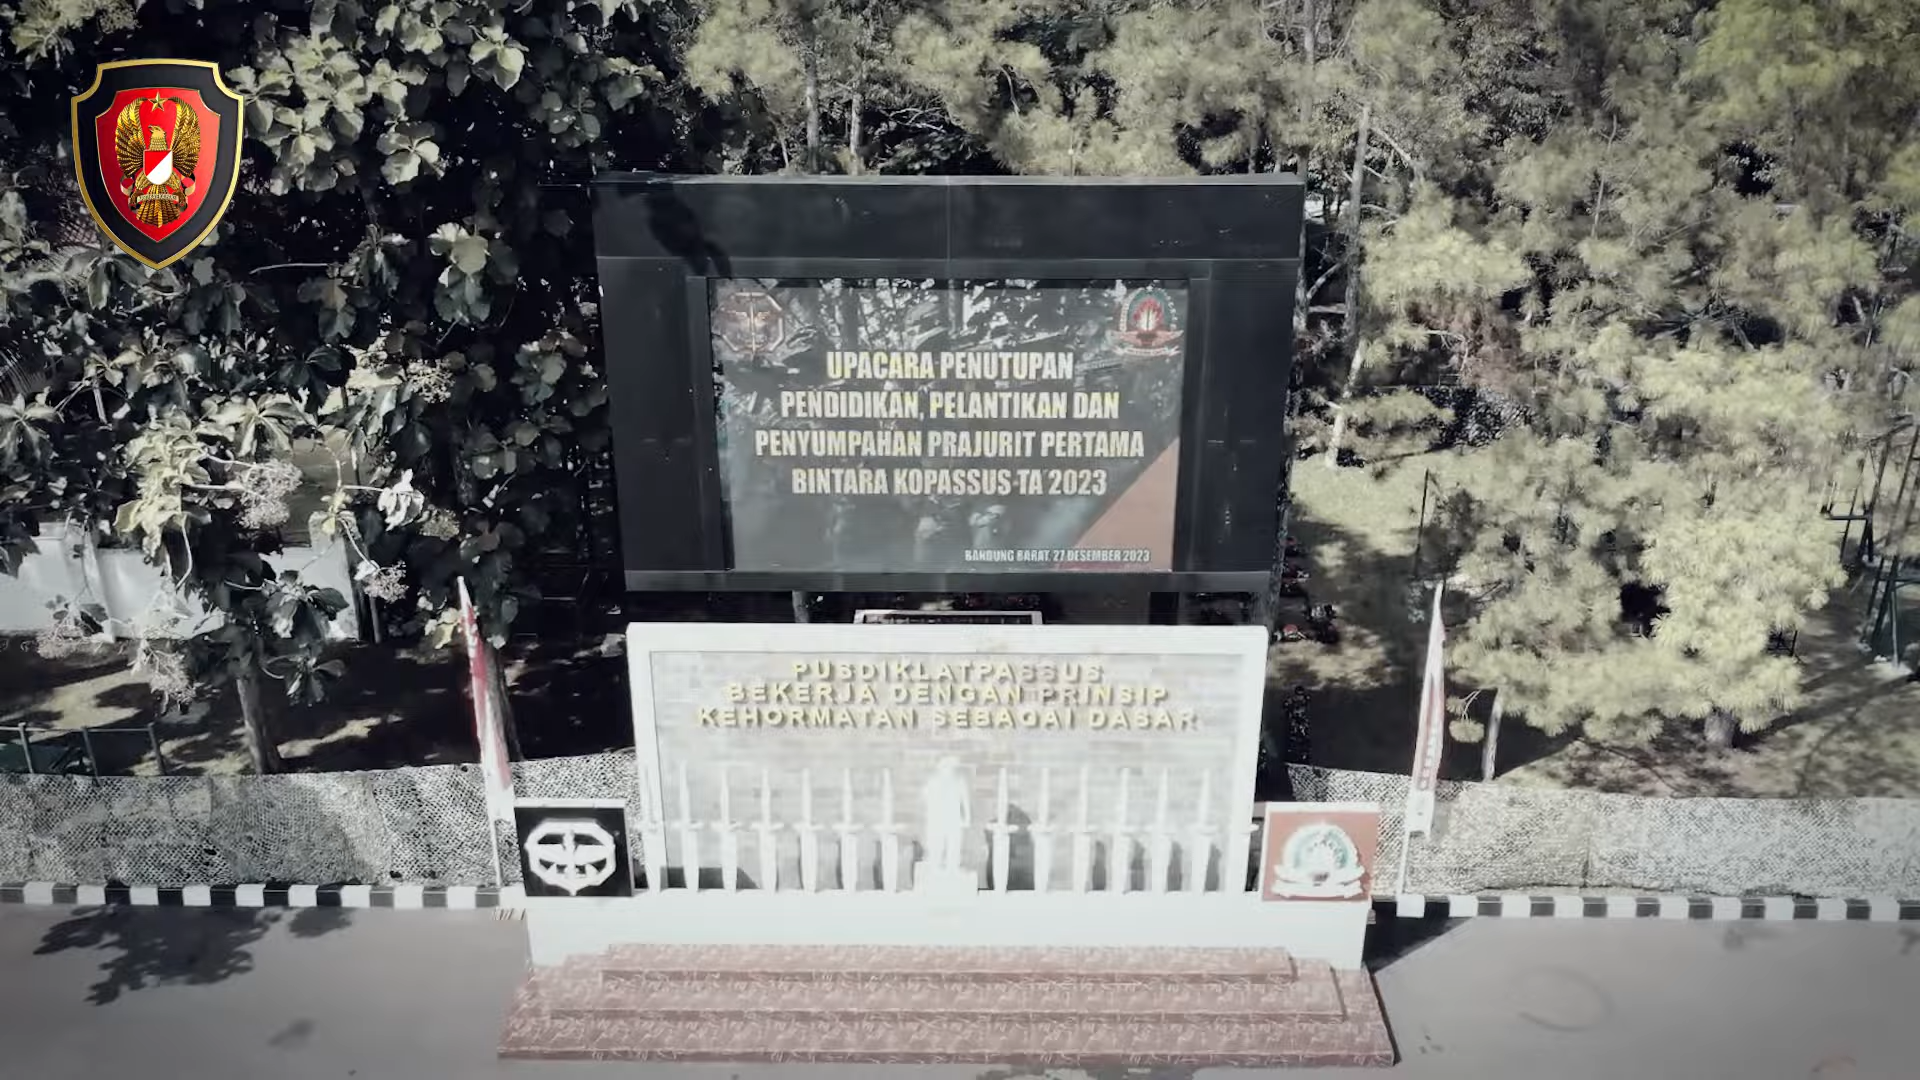 UPACARA PENUTUPAN
PENDIDIKAN, PELANTIKAN DAN
PENYUMPAHAN PRAJURIT PERTAMA
BINTARA KOPASSUS TA 2023
BANDUNG BARAT, 27 DESEMBER 2023
PUSDIKLATPASSUS
BEKERJA DENGAN PRINSIP
KEHORMATAN SEBAGAI DASAR